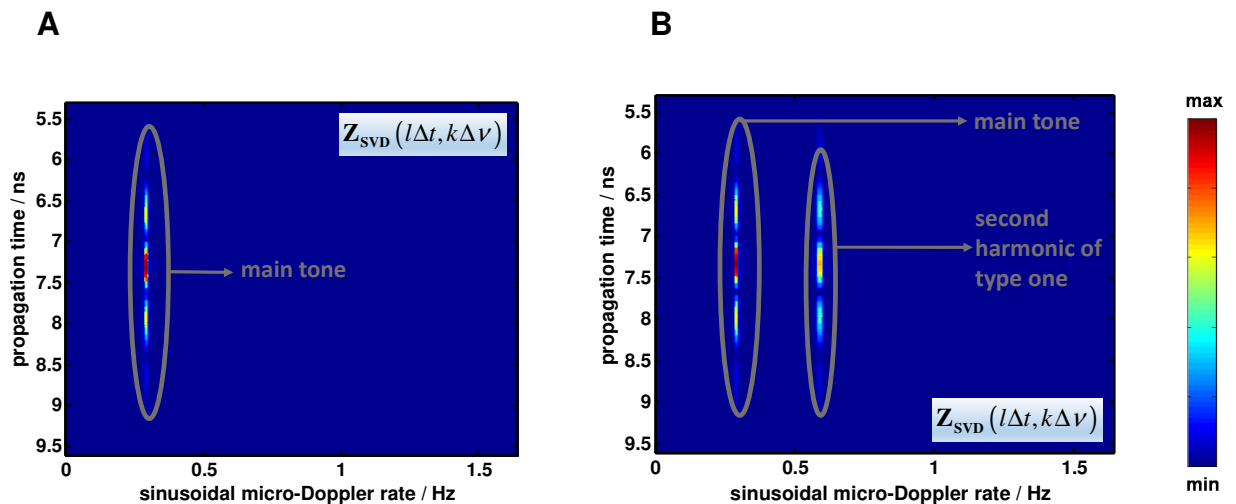 A
B
5.5
6
6.5
7
7.5
8
8.5
9
9.5
propagation time / ns
0
0.5
1
1.5
sinusoidal micro-Doppler rate / Hz
Z_SVD (lΔt, kΔν)
main tone
5.5
6
6.5
7
7.5
8
8.5
9
9.5
propagation time / ns
0
0.5
1
1.5
sinusoidal micro-Doppler rate / Hz
main tone
second
harmonic of
type one
Z_SVD (lΔt, kΔν)
max
min